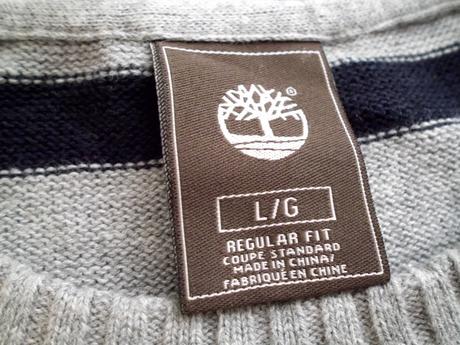 ®
L/G
REGULAR FIT
COUPE STANDARD
MADE IN CHINA/
FABRIQUÉ EN CHINE